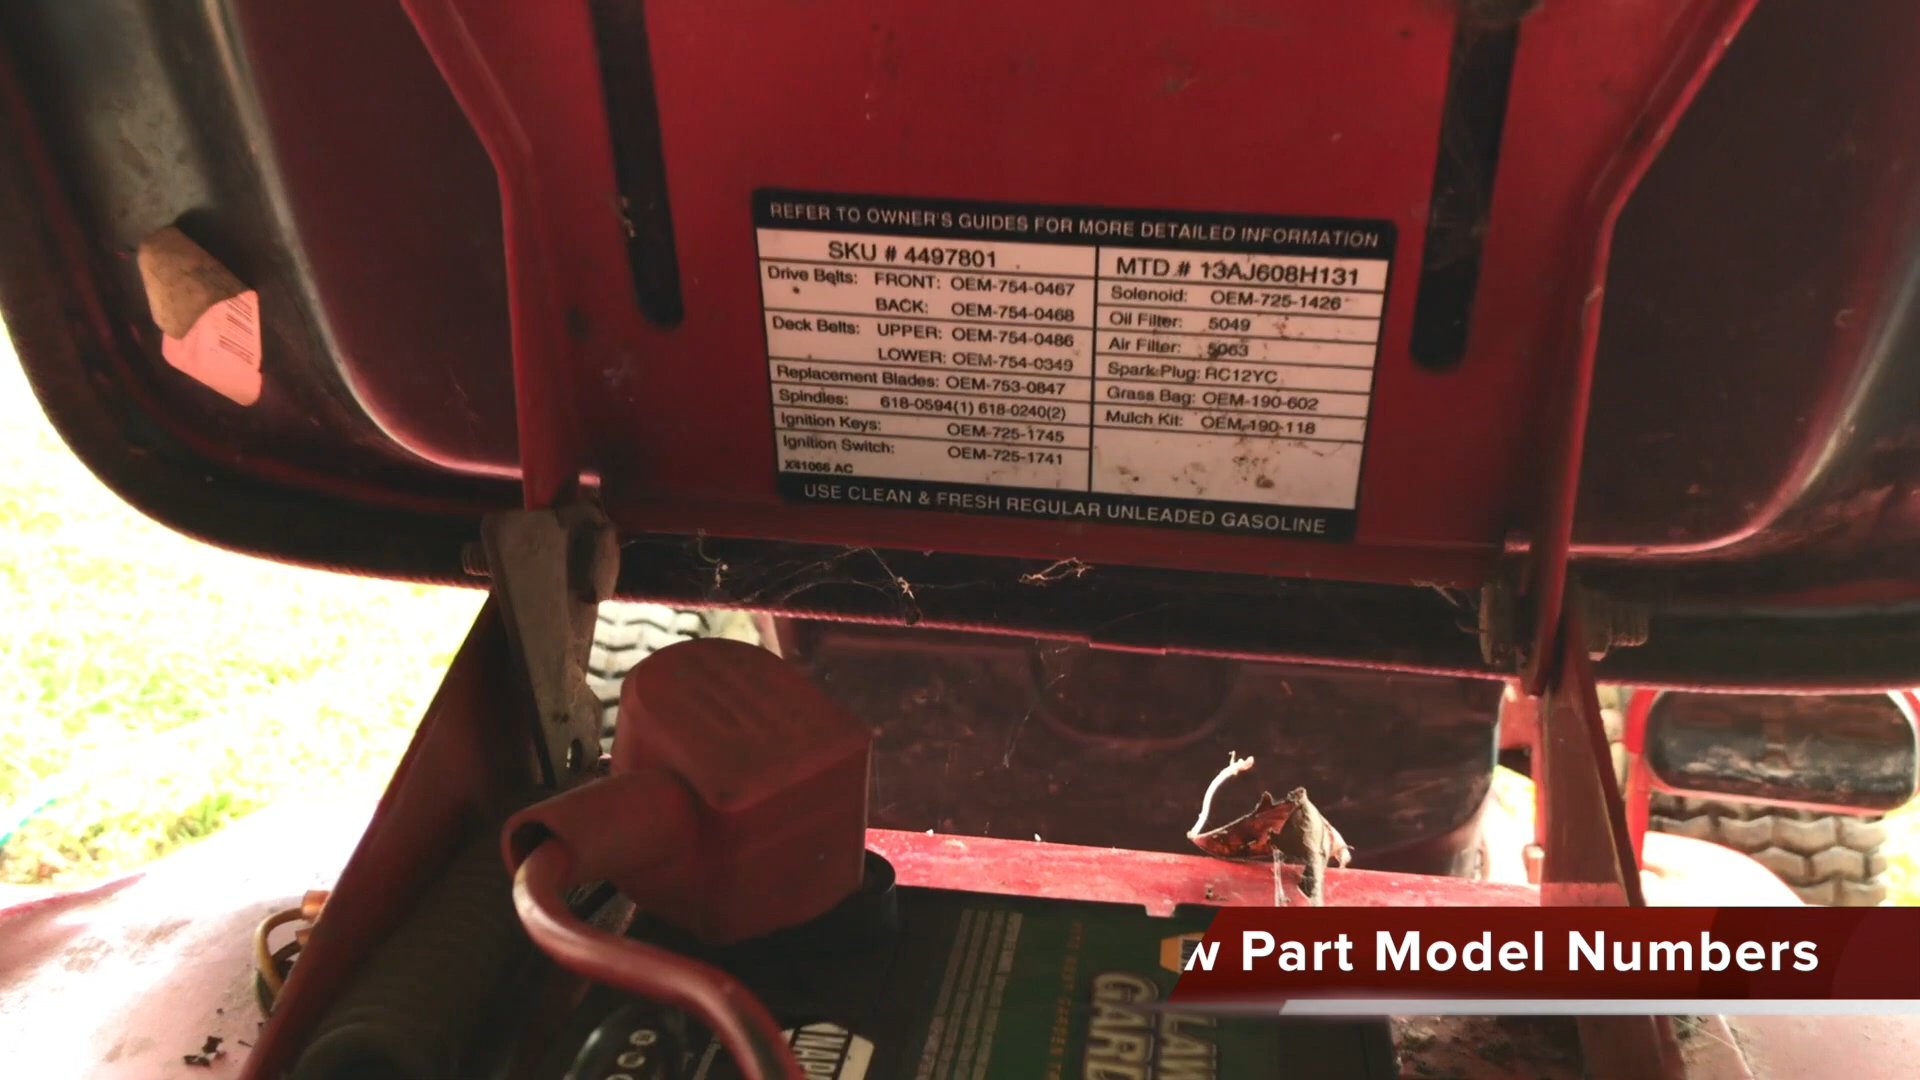 REFER TO OWNER'S GUIDES FOR MORE DETAILED INFORMATION
SKU # 4497801
Drive Belts: FRONT: OEM-754-0467
BACK: OEM-754-0468
Deck Belts: UPPER: OEM-754-0486
LOWER: OEM-754-0349
Replacement Blades: OEM-753-0847
Spindles: 618-0594(1) 618-0240(2)
Ignition Keys: OEM-725-1745
Ignition Switch: OEM-725-1741
X41066 AC
MTD # 13AJ608H131
Solenoid: OEM-725-1426
Oil Filter: 5049
Air Filter: 5063
Spark Plug: RC12YC
Grass Bag: OEM-190-602
Mulch Kit: OEM-190-118
USE CLEAN & FRESH REGULAR UNLEADED GASOLINE
w Part Model Numbers